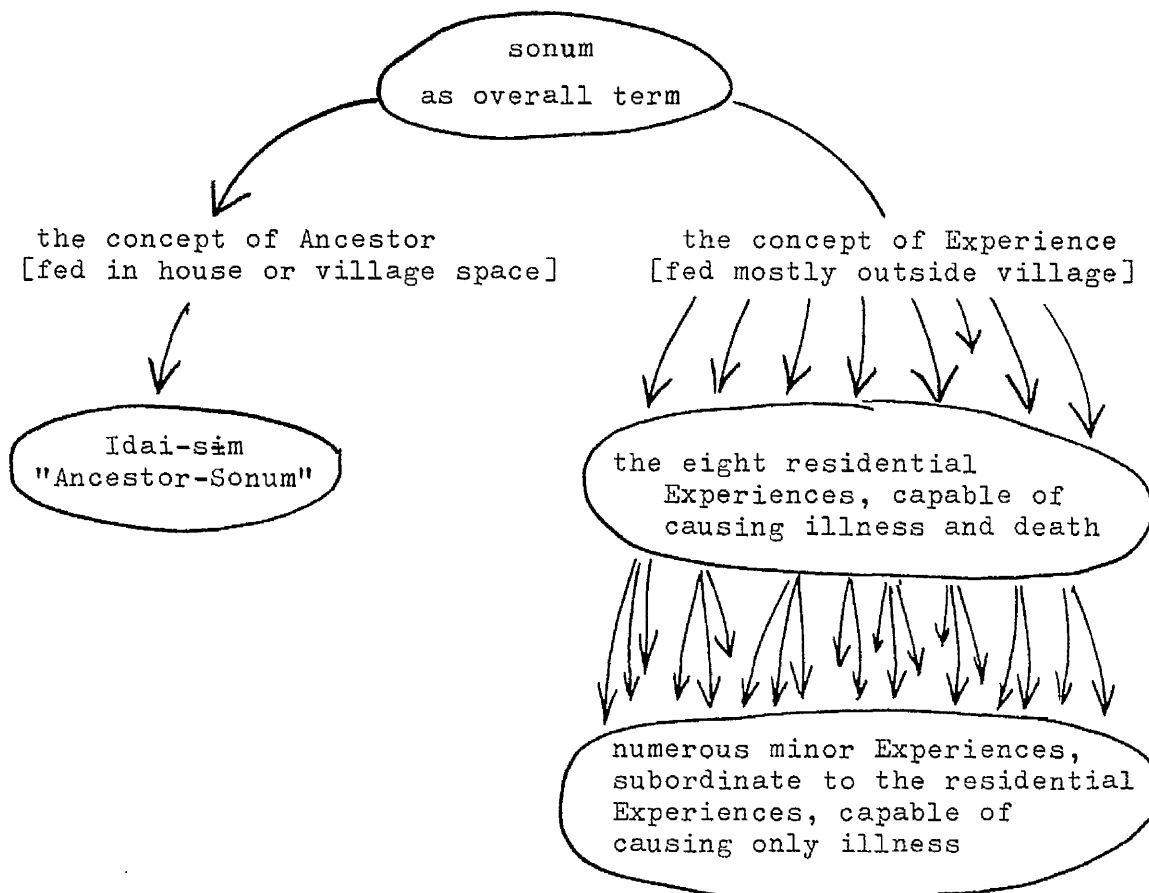 sonum
as overall term
the concept of Ancestor
[fed in house or village space]
the concept of Experience
[fed mostly outside village]
Idai-sɨm
"Ancestor-Sonum"
the eight residential
Experiences, capable of
causing illness and death
numerous minor Experiences,
subordinate to the residential
Experiences, capable of
causing only illness